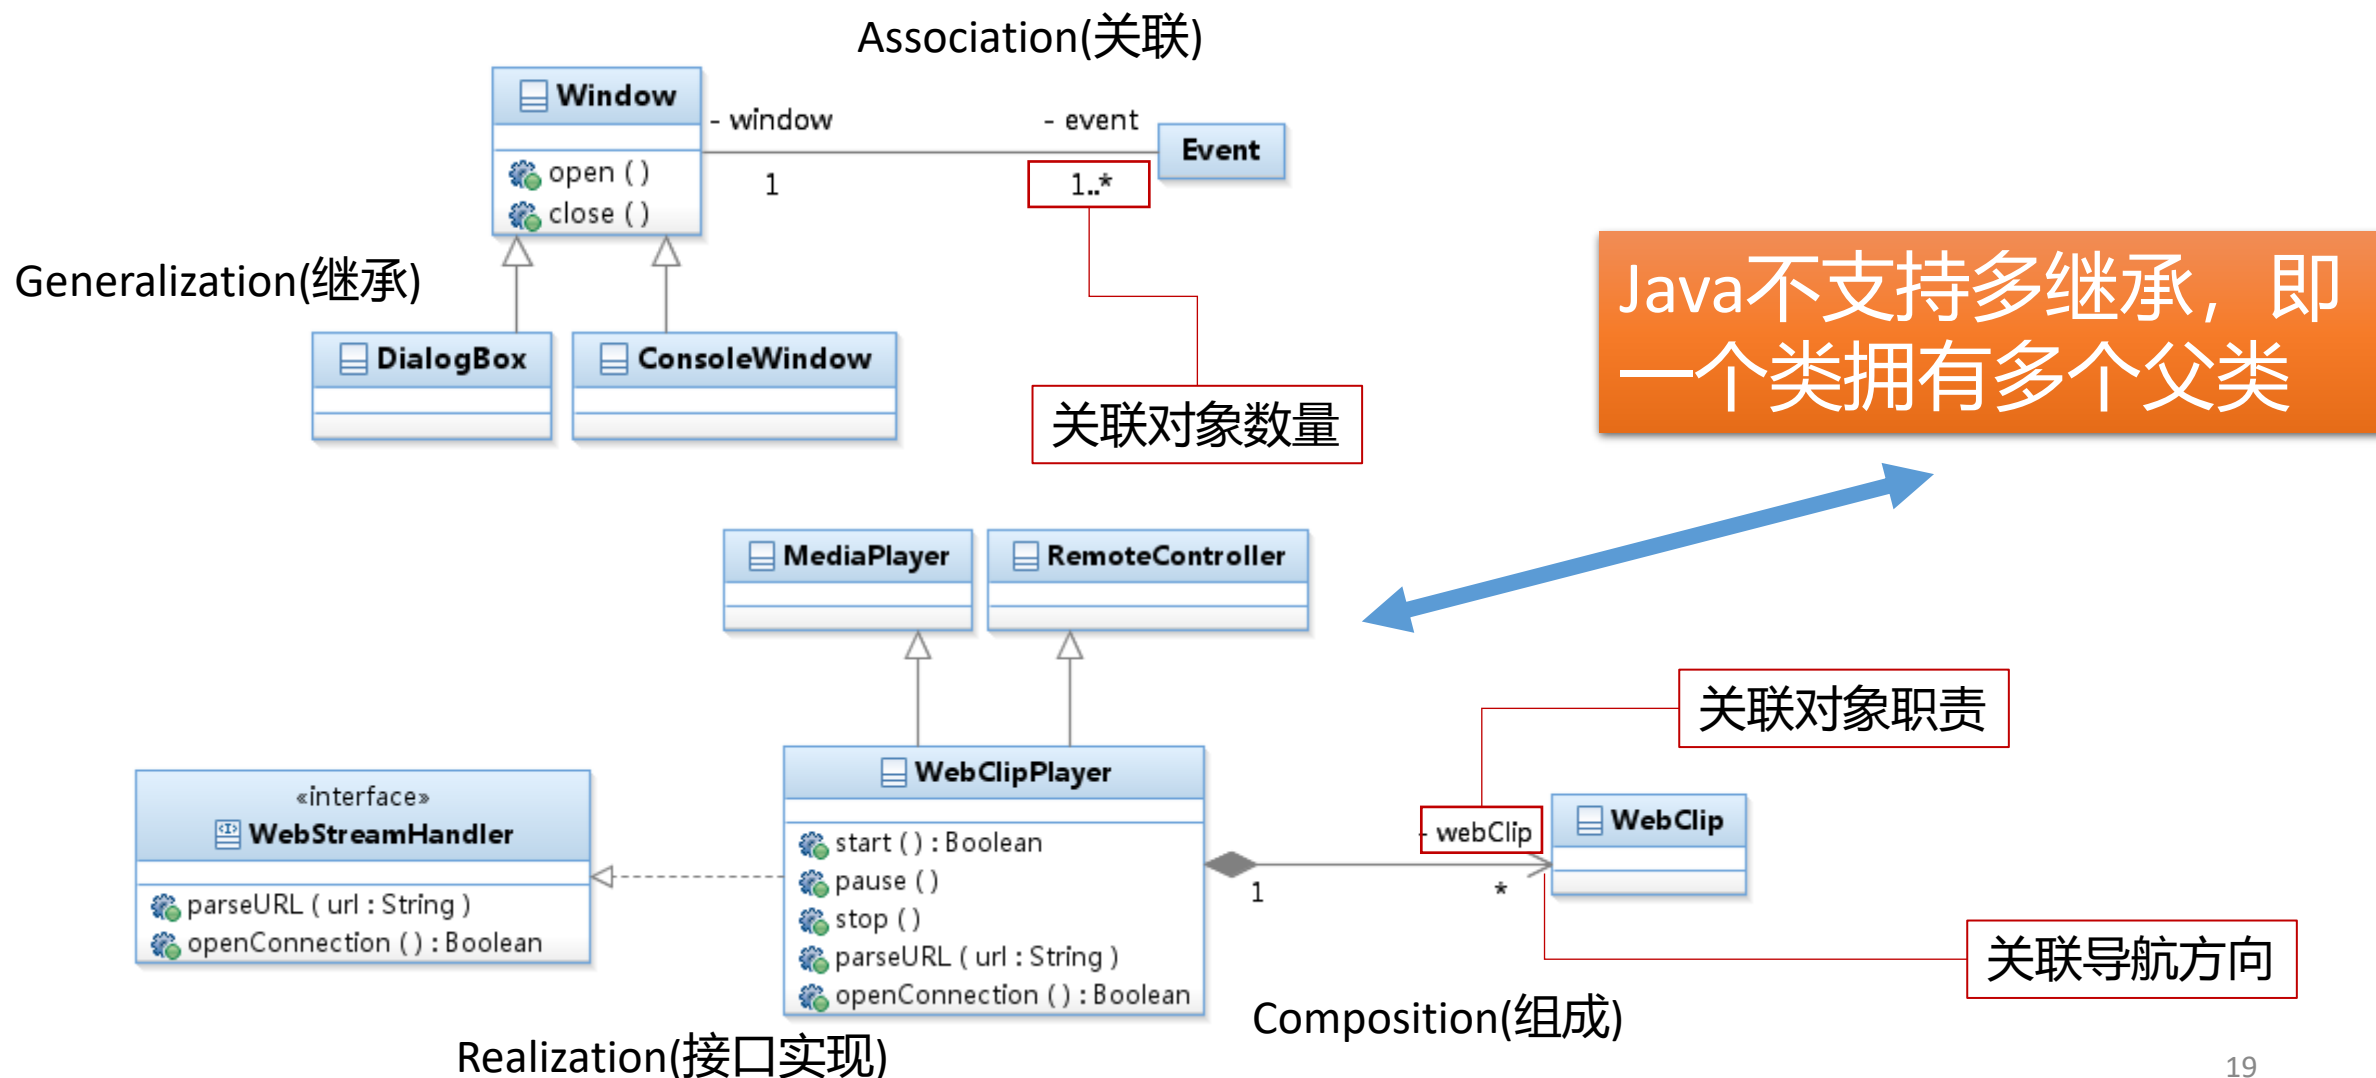 Association(关联)
Window
- window
- event
Event
open ( )
close ( )
1
1..*
Generalization(继承)
Java不支持多继承，即
一个类拥有多个父类
DialogBox
ConsoleWindow
关联对象数量
MediaPlayer
RemoteController
关联对象职责
«interface»
WebStreamHandler
parseURL ( url : String )
openConnection ( ) : Boolean
WebClipPlayer
start ( ) : Boolean
pause ( )
stop ( )
parseURL ( url : String )
openConnection ( ) : Boolean
- webClip
1
*
WebClip
关联导航方向
Composition(组成)
Realization(接口实现)
19